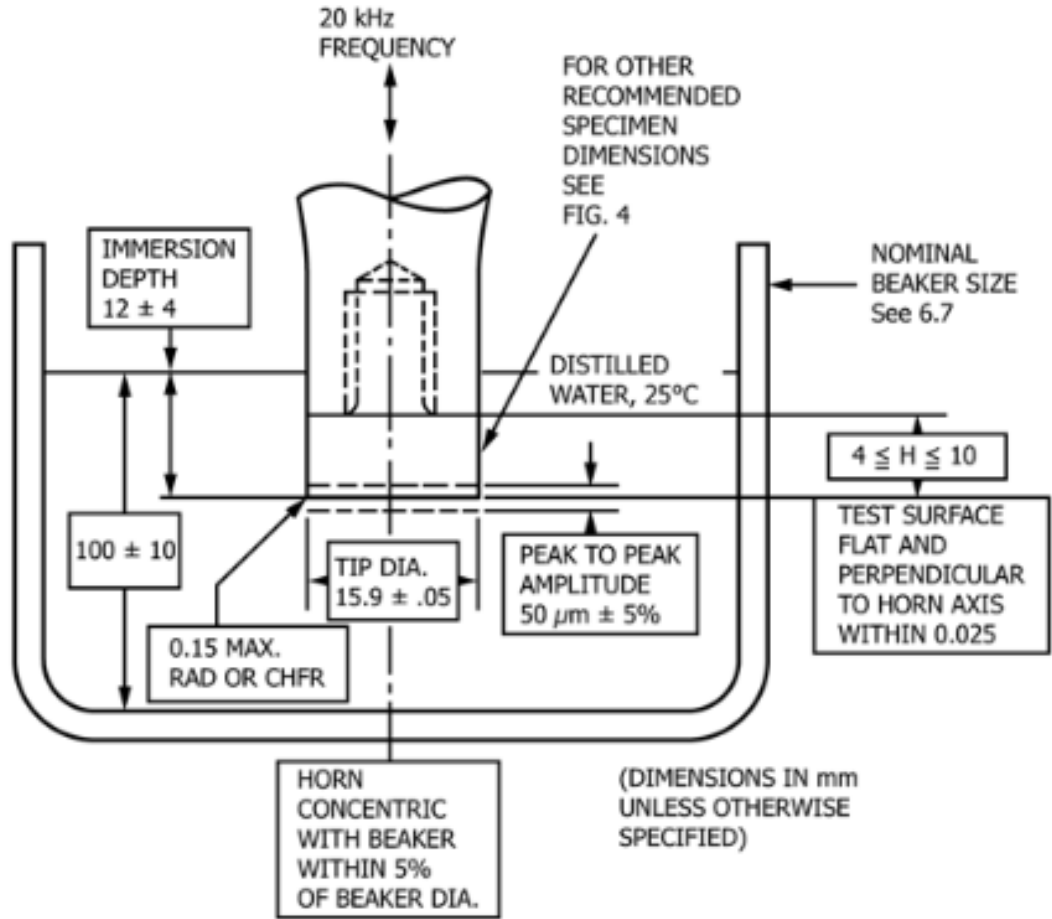 20 kHz
FREQUENCY
FOR OTHER
RECOMMENDED
SPECIMEN
DIMENSIONS
SEE
FIG. 4
IMMERSION
DEPTH
12 ± 4
NOMINAL
BEAKER SIZE
See 6.7
DISTILLED
WATER, 25°C
4 ≦ H ≦ 10
100 ± 10
TIP DIA.
15.9 ± .05
PEAK TO PEAK
AMPLITUDE
50 µm ± 5%
TEST SURFACE
FLAT AND
PERPENDICULAR
TO HORN AXIS
WITHIN 0.025
0.15 MAX.
RAD OR CHFR
HORN
CONCENTRIC
WITH BEAKER
WITHIN 5%
OF BEAKER DIA.
(DIMENSIONS IN mm
UNLESS OTHERWISE
SPECIFIED)